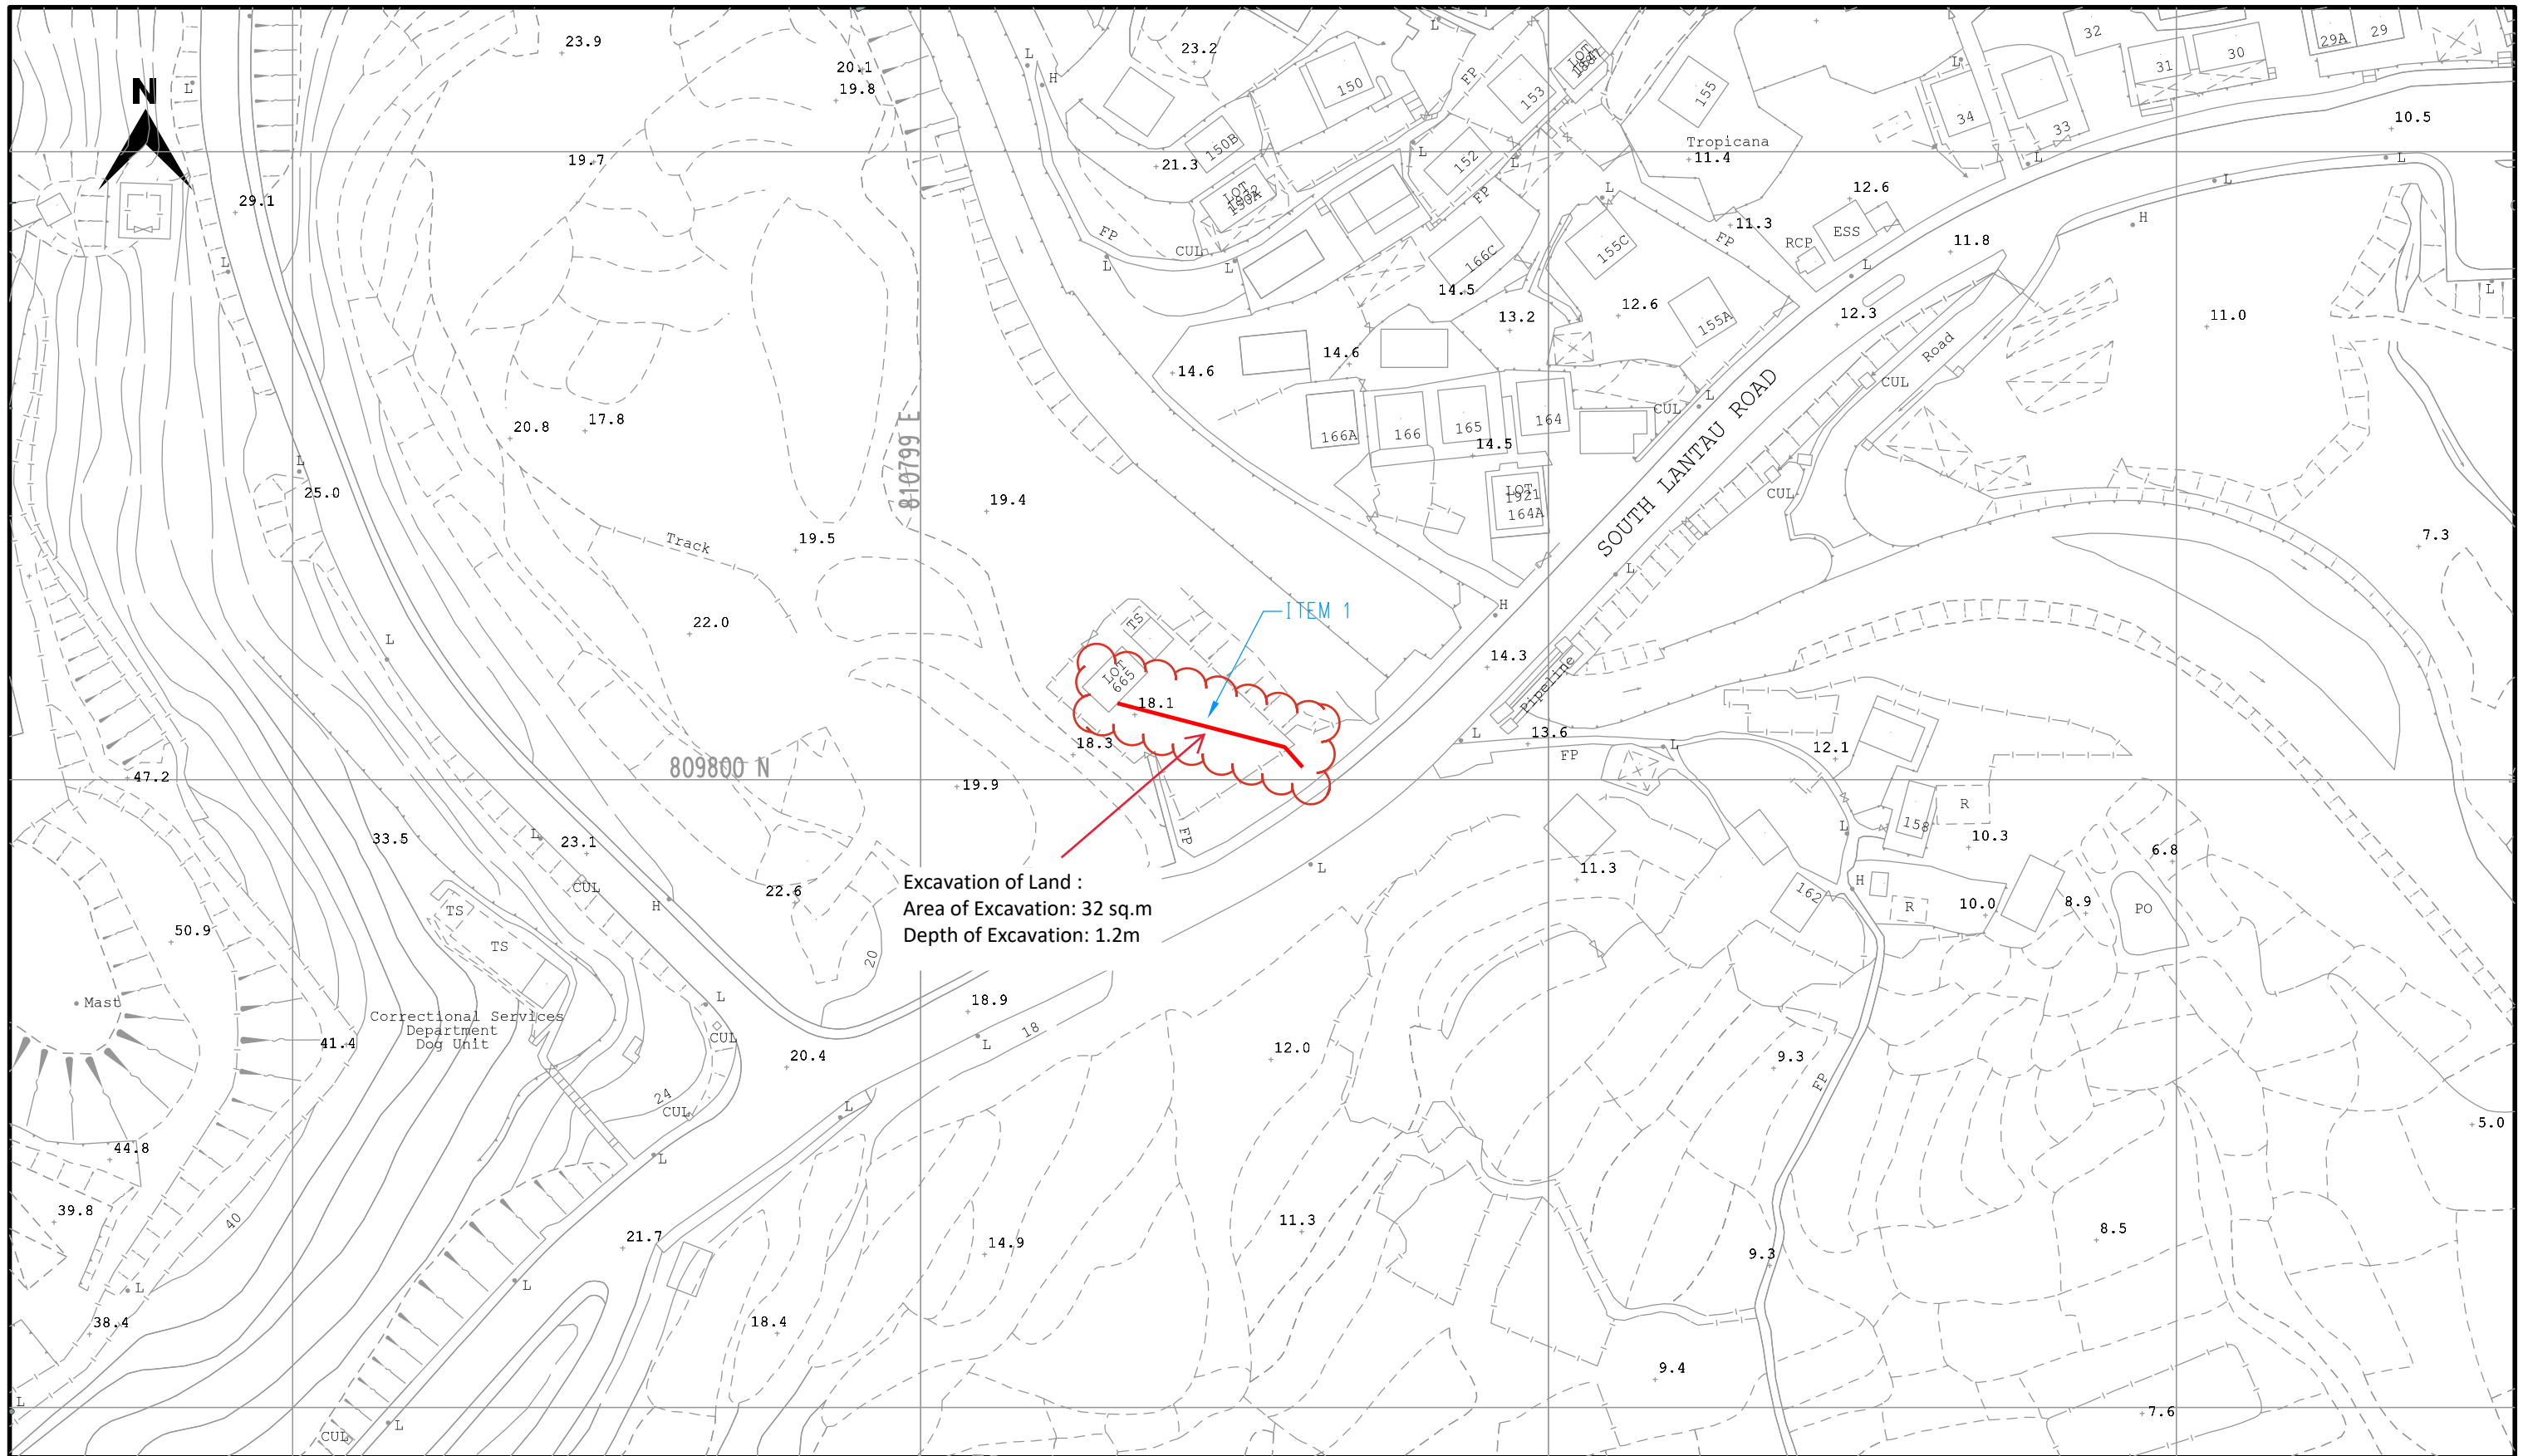 N
23.9
20.1
19.8
19.7
29.1
L
L
L
23.2
L
H
21.3
150
150B
LOT
150A
FP
CUL
L
L
L
FP
153
152
FP
L
L
155
Tropicana
11.4
32
31
30
29A
29
34
33
L
L
10.5
L
L
H
12.6
11.3
FP
RCP
ESS
L
11.8
155C
L
166C
14.5
13.2
12.6
155A
12.3
Road
CUL
11.0
L
14.6
14.6
166A
166
165
14.5
164
CUL
L
LOT
1921
164A
SOUTH LANTAU ROAD
CUL
7.3
20.8
17.8
810799 E
L
25.0
19.4
19.5
Track
22.0
L
TS
ITEM 1
LOT
665
18.1
18.3
H
L
14.3
Pipeline
L
13.6
FP
L
12.1
809800 N
19.9
47.2
33.5
L
23.1
CUL
H
22.6
20
FP
Excavation of Land :
Area of Excavation: 32 sq.m
Depth of Excavation: 1.2m
L
11.3
R
158
L
10.3
6.8
H
162
R
10.0
8.9
PO
50.9
TS
TS
Mast
Correctional Services
Department
Dog Unit
41.4
L
CUL
18.9
L
18
20.4
12.0
9.3
FP
24
CUL
L
L
5.0
44.8
39.8
40
L
38.4
21.7
L
14.9
11.3
9.3
8.5
18.4
9.4
7.6
L
CUL
L